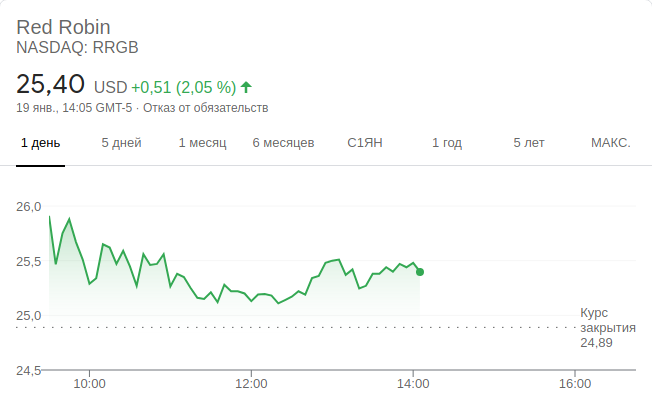 Red Robin
NASDAQ: RRGB
25,40 USD +0,51 (2,05 %)
19 янв., 14:05 GMT-5 · Отказ от обязательств
1 день 5 дней 1 месяц 6 месяцев С1ЯН 1 год 5 лет МАКС.
26,0
25,5
25,0
Курс
закрытия
24,89
24,5
10:00 12:00 14:00 16:00